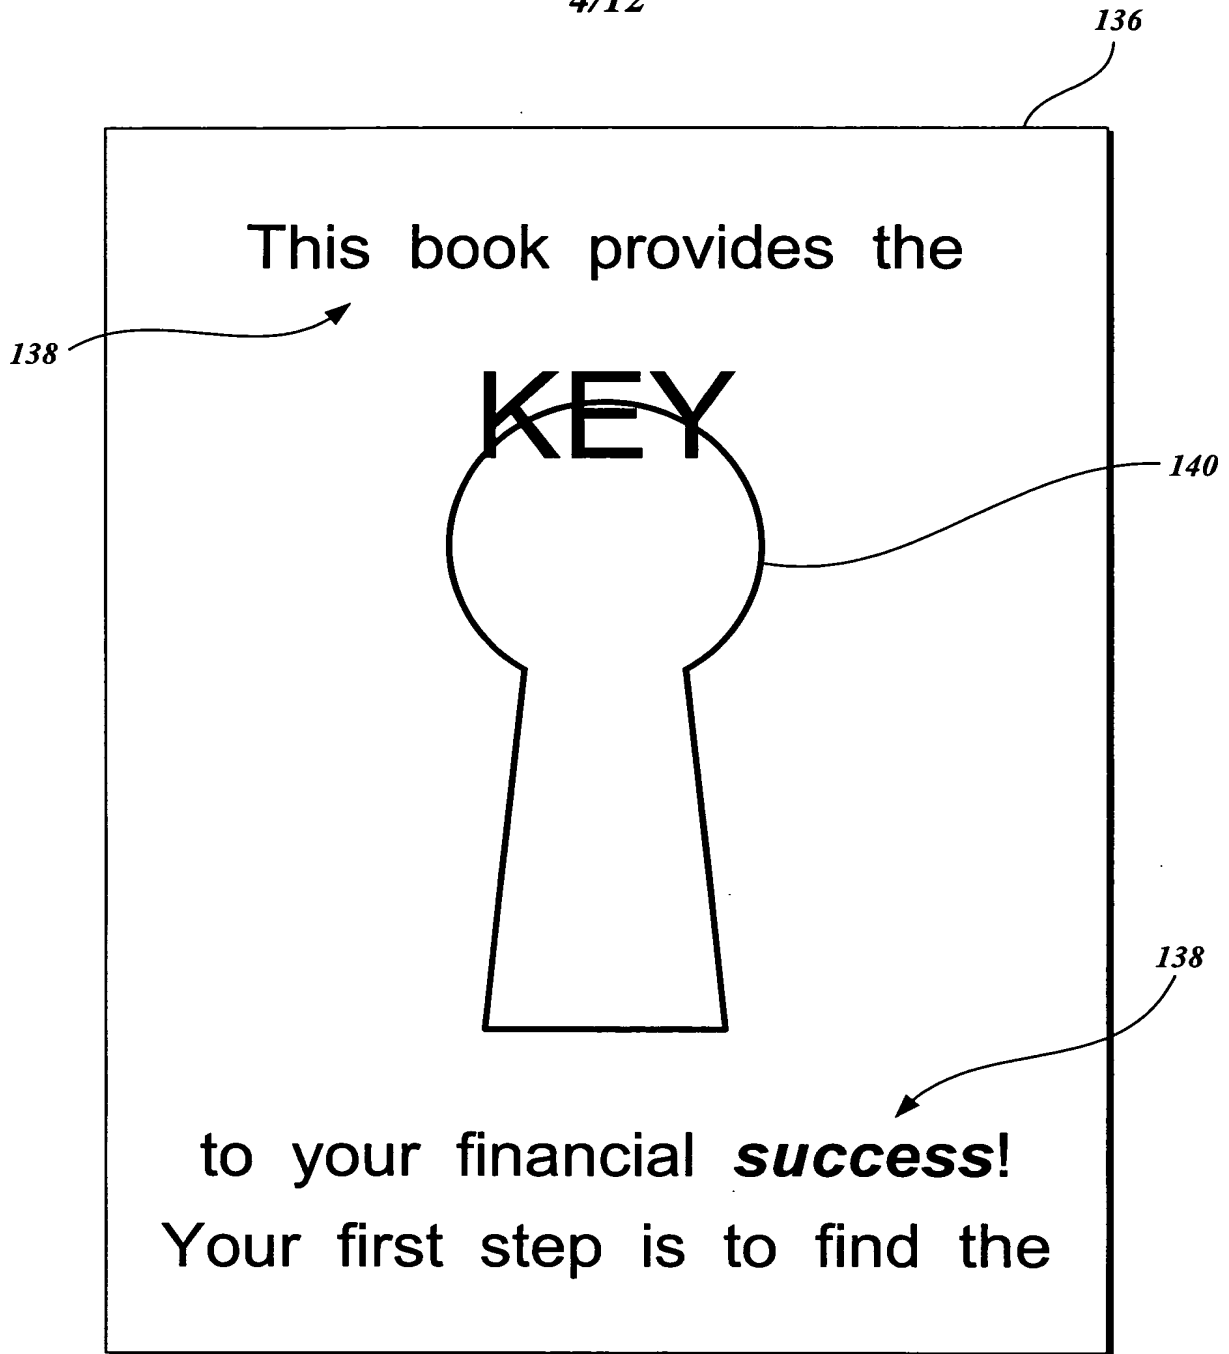 4/12
136
This book provides the
138
KEY
140
138
to your financial success!
Your first step is to find the